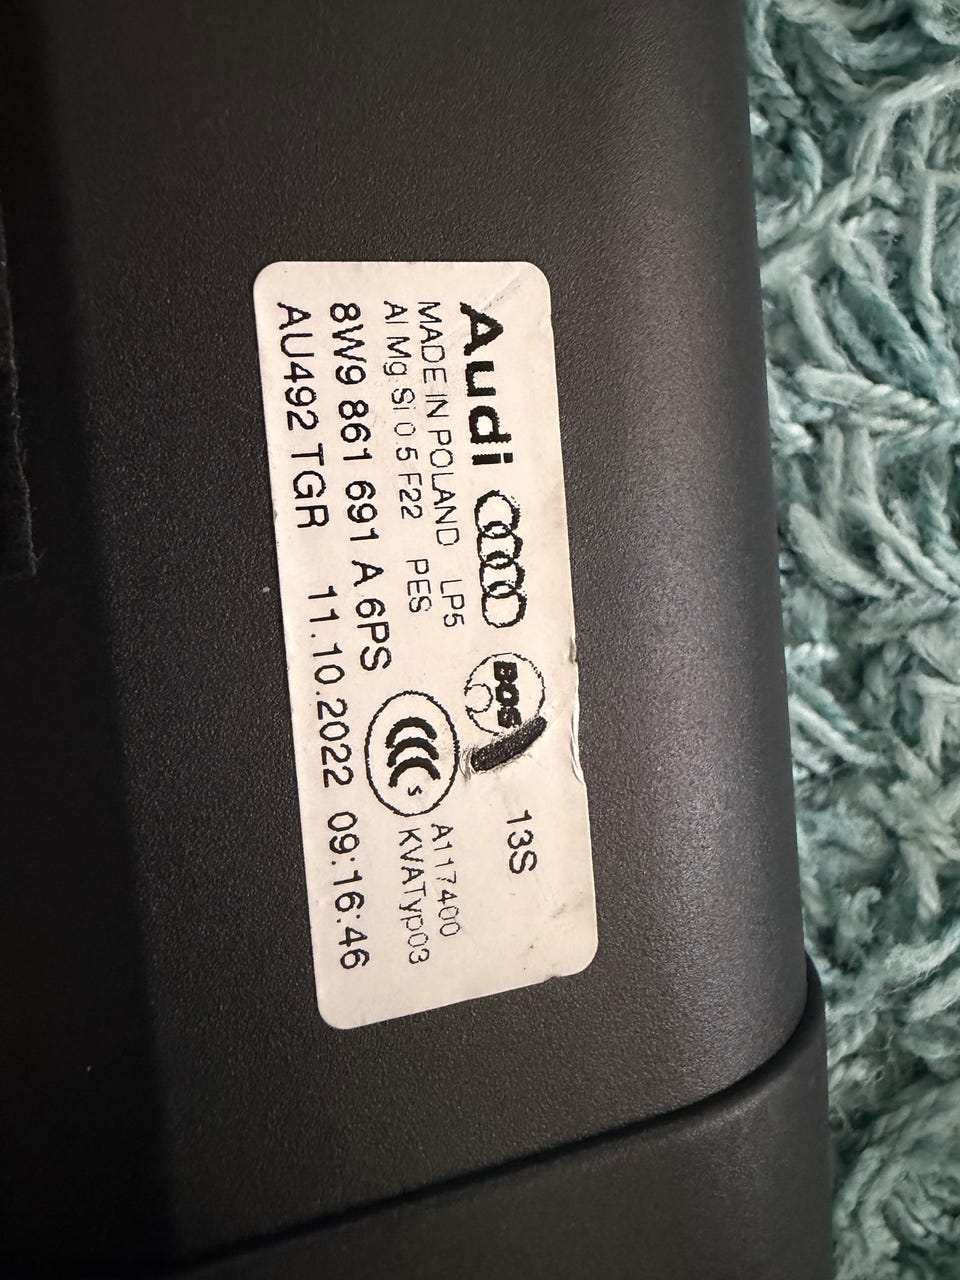 Audi BOS 13S
MADE IN POLAND LP5
Al Mg Si 0.5 F22 PES
CCC S A117400
KVATyp03
8W9 861 691 A 6PS
AU492 TGR 11.10.2022 09:16:46